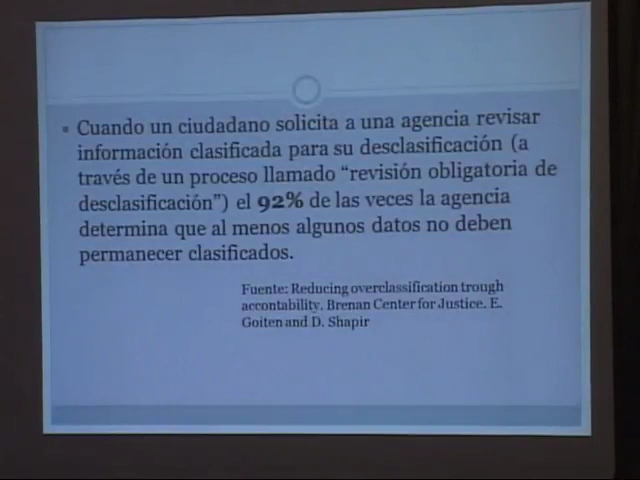 • Cuando un ciudadano solicita a una agencia revisar
información clasificada para su desclasificación (a
través de un proceso llamado “revisión obligatoria de
desclasificación”) el 92% de las veces la agencia
determina que al menos algunos datos no deben
permanecer clasificados.
Fuente: Reducing overclassification trough
accontability. Brenan Center for Justice. E.
Goiten and D. Shapir